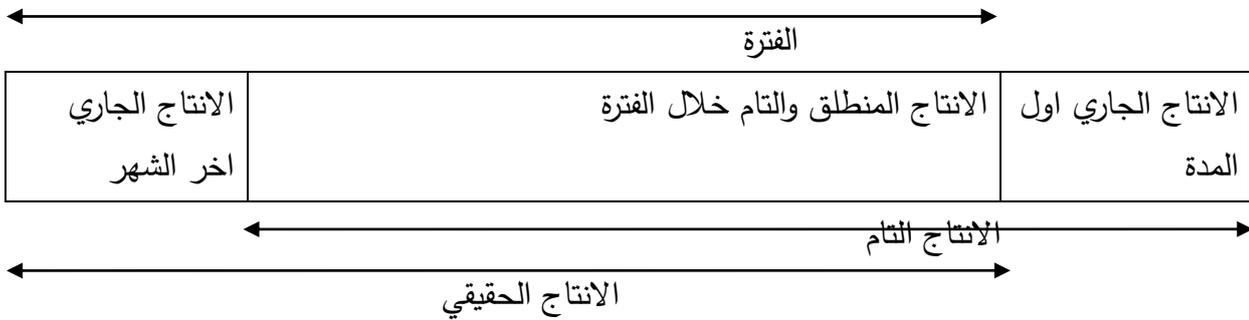 الفترة
الانتاج الجاري اول
المدة
الانتاج المنطلق والتام خلال الفترة
الانتاج الجاري
اخر الشهر
الانتاج التام
الانتاج الحقيقي